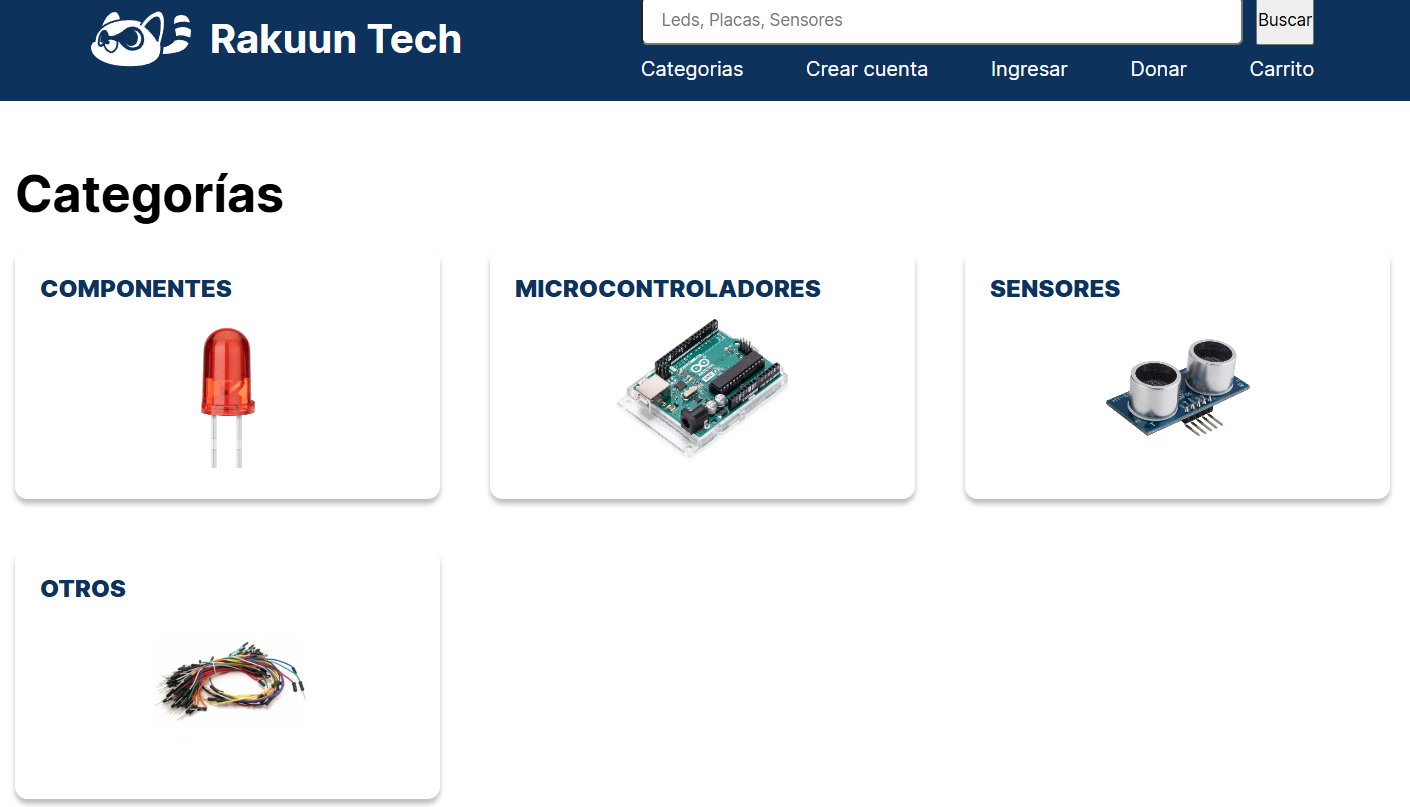 Rakuun Tech
Leds, Placas, Sensores
Buscar
Categorias Crear cuenta Ingresar Donar Carrito
Categorías
COMPONENTES
MICROCONTROLADORES
SENSORES
OTROS